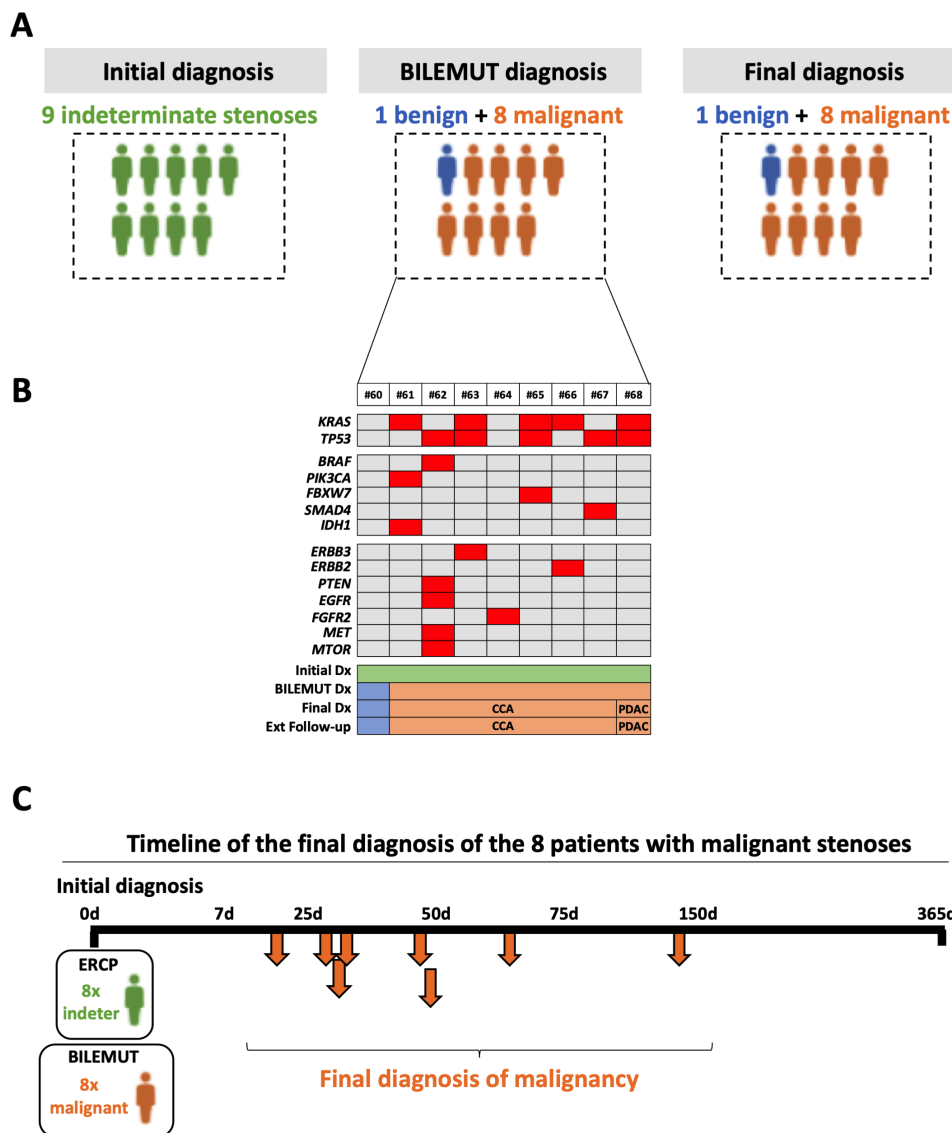 A
Initial diagnosis
BILEMUT diagnosis
Final diagnosis
9 indeterminate stenoses
1 benign + 8 malignant
1 benign + 8 malignant
B
#60 #61 #62 #63 #64 #65 #66 #67 #68
KRAS
TP53
BRAF
PIK3CA
FBXW7
SMAD4
IDH1
ERBB3
ERBB2
PTEN
EGFR
FGFR2
MET
MTOR
Initial Dx
BILEMUT Dx
Final Dx CCA PDAC
Ext Follow-up CCA PDAC
C
Timeline of the final diagnosis of the 8 patients with malignant stenoses
Initial diagnosis
0d 7d 25d 50d 75d 150d 365d
ERCP
8x
indeter
BILEMUT
8x
malignant
Final diagnosis of malignancy